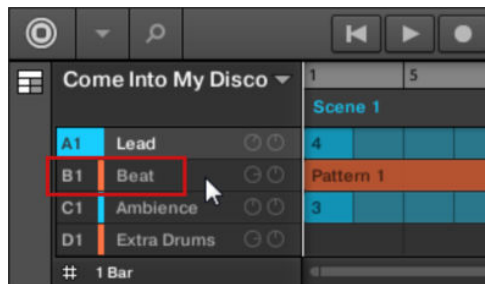 Come Into My Disco
1 5
Scene 1
A1 Lead 4
B1 Beat Pattern 1
C1 Ambience 3
D1 Extra Drums
1 Bar